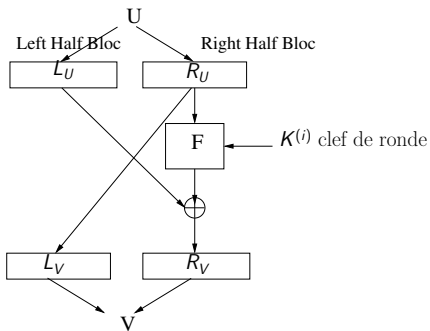 U
Left Half Bloc Right Half Bloc
L_U R_U
F
K^(i) clef de ronde
L_V R_V
V